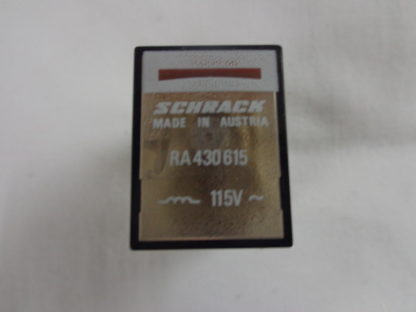 SCHRACK
MADE IN AUSTRIA
RA 430 615
115V ~